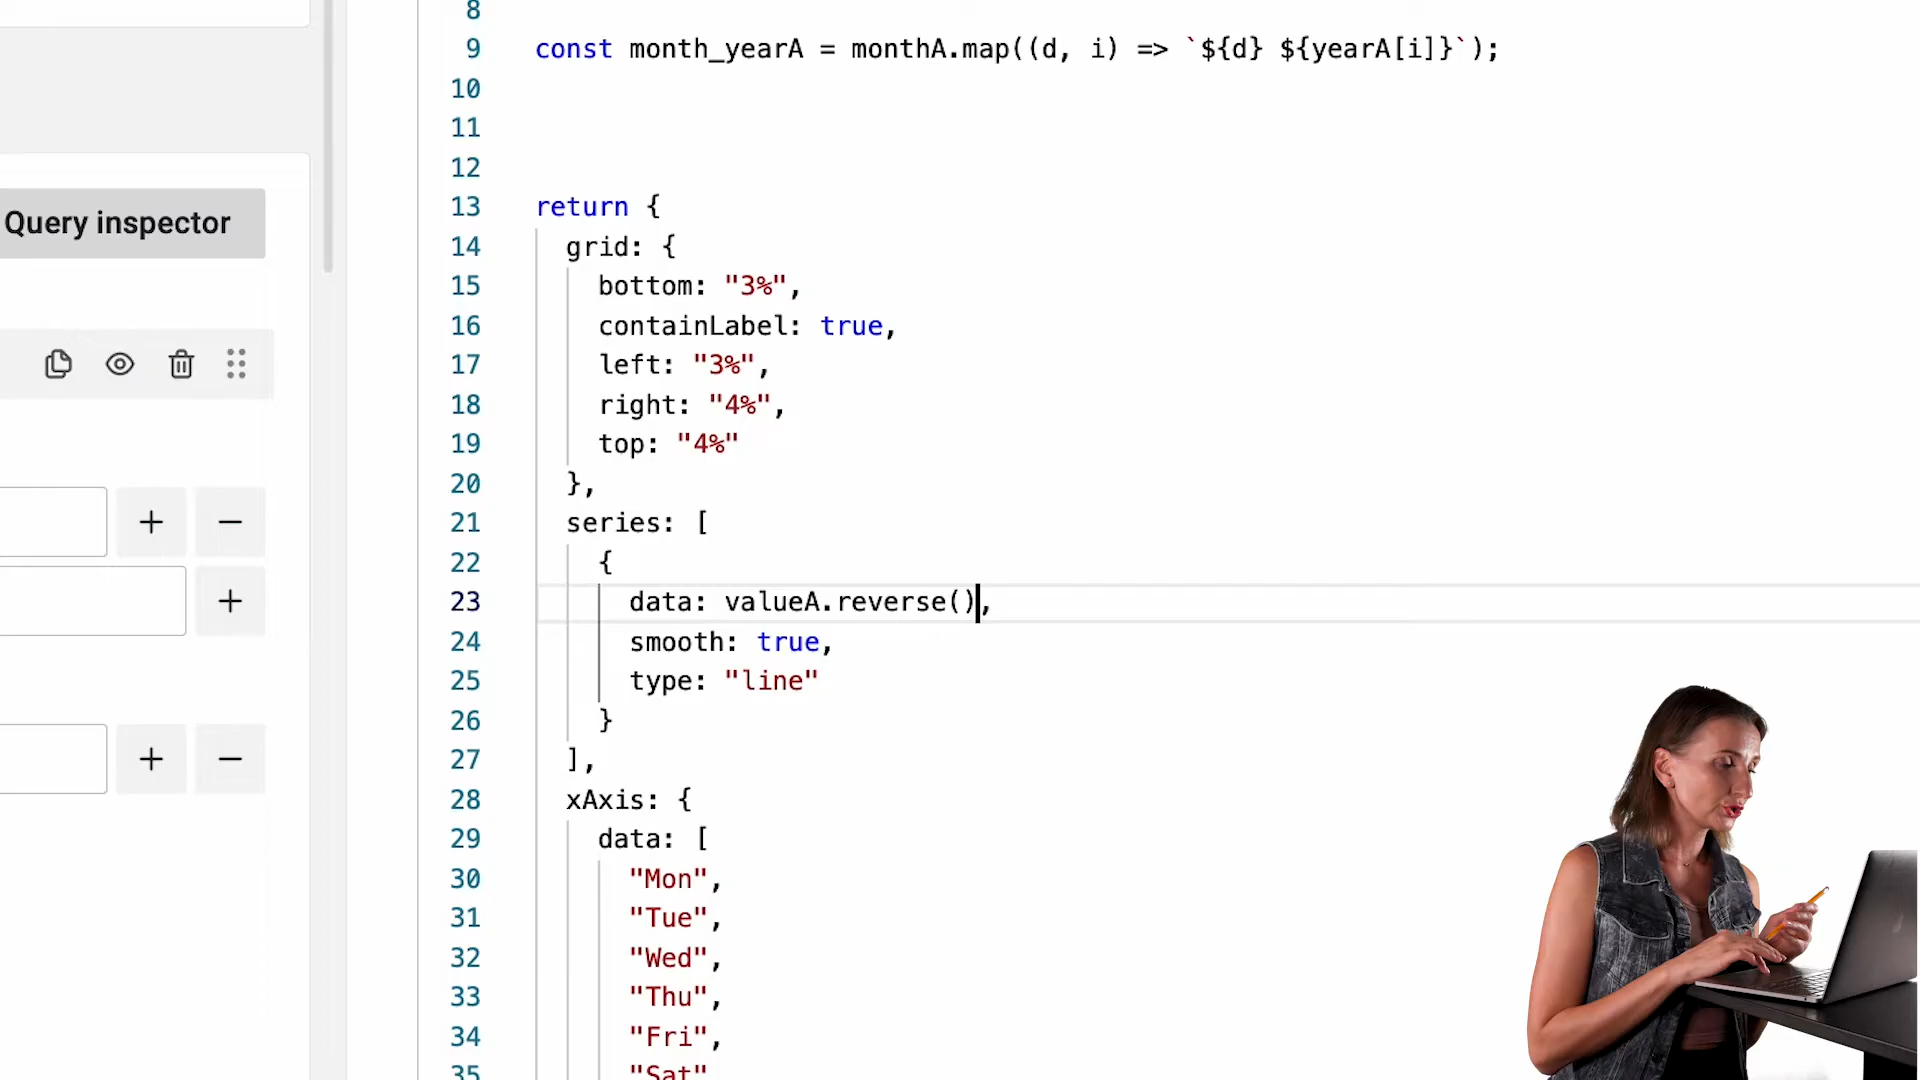 8
9 const month_yearA = monthA.map((d, i) => `${d} ${yearA[i]}`);
10
11
12
13 return {
Query inspector
14 grid: {
15 bottom: "3%",
16 containLabel: true,
17 left: "3%",
18 right: "4%",
19 top: "4%"
20 },
21 series: [
22 {
23 data: valueA.reverse(),
24 smooth: true,
25 type: "line"
26 }
27 ],
28 xAxis: {
29 data: [
30 "Mon",
31 "Tue",
32 "Wed",
33 "Thu",
34 "Fri",
35 "Sat"